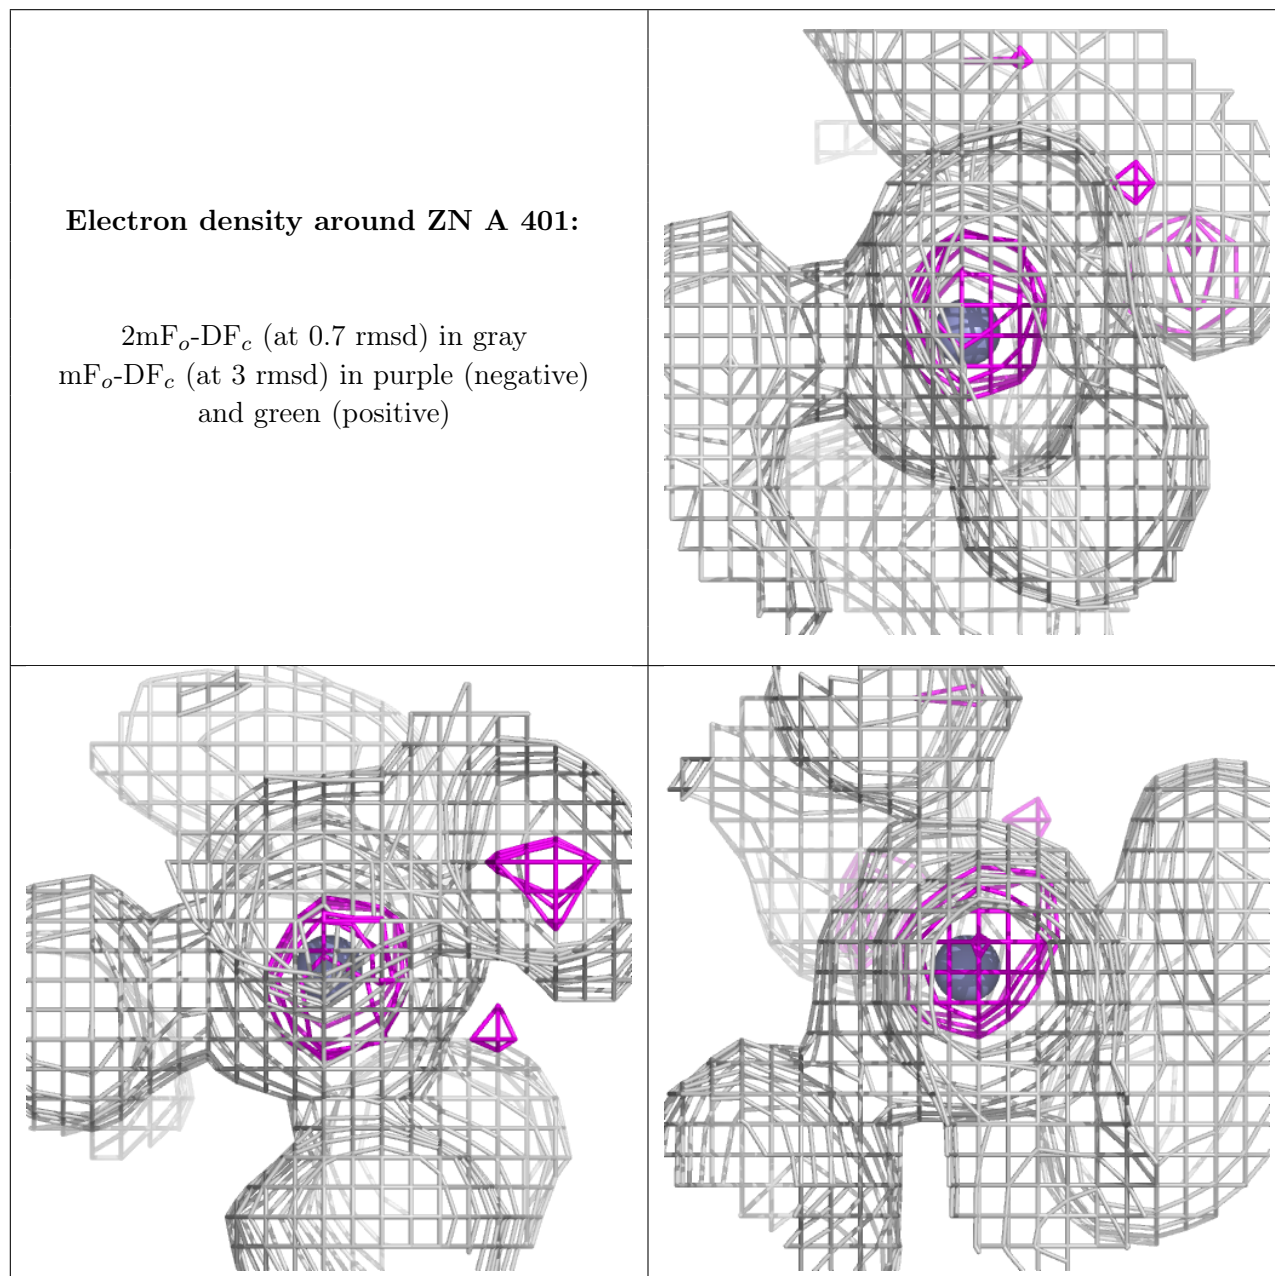 Electron density around ZN A 401:
2mFo-DFc (at 0.7 rmsd) in gray
mFo-DFc (at 3 rmsd) in purple (negative)
and green (positive)